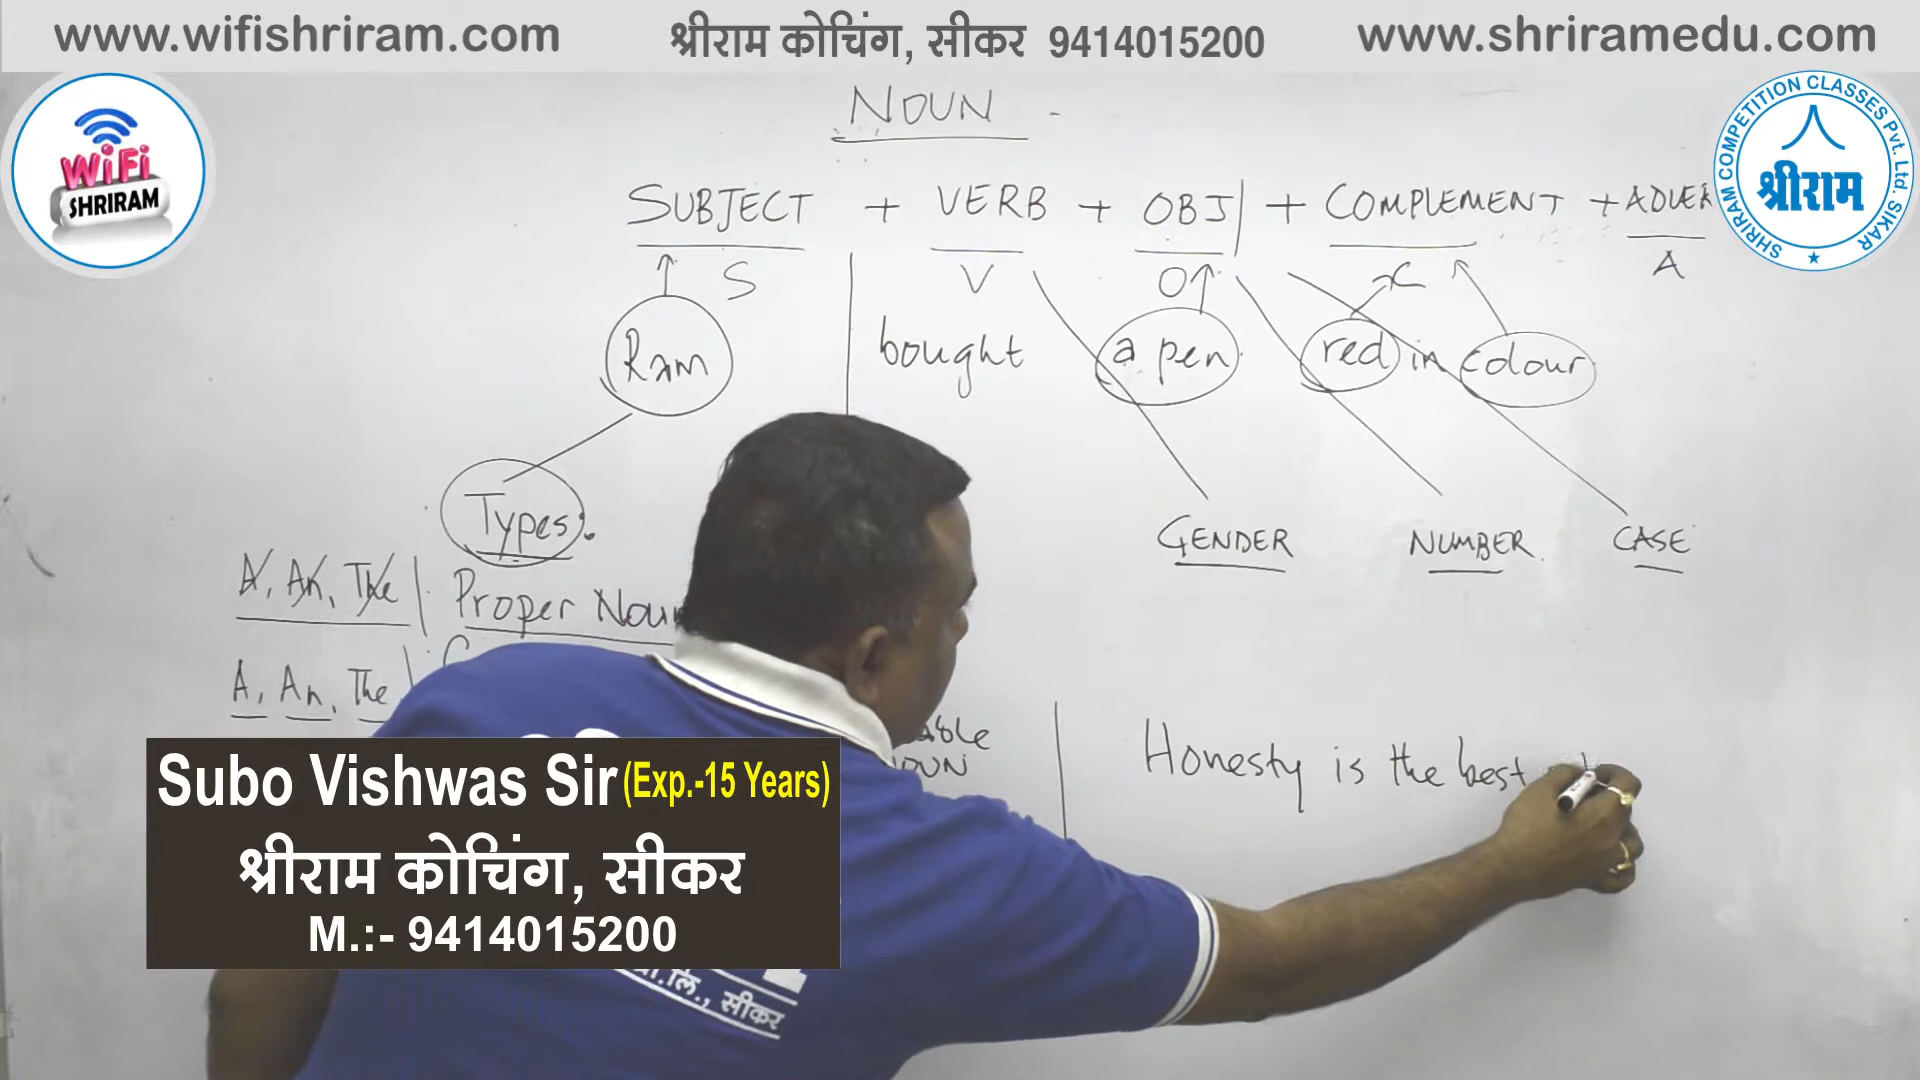 www.wifishriram.com श्रीराम कोचिंग, सीकर 9414015200 www.shriramedu.com
WiFi
SHRIRAM
SHRIRAM COMPETITION CLASSES Pvt. Ltd. SIKAR
श्रीराम
NOUN
SUBJECT + VERB + OBJ + COMPLEMENT + ADVER
S V O C A
Ram bought a pen red in colour
Types:
GENDER NUMBER CASE
A, An, The Proper Noun
A, An, The
NOUN
Honesty is the best
Subo Vishwas Sir (Exp.-15 Years)
श्रीराम कोचिंग, सीकर
M.:- 9414015200
सीकर